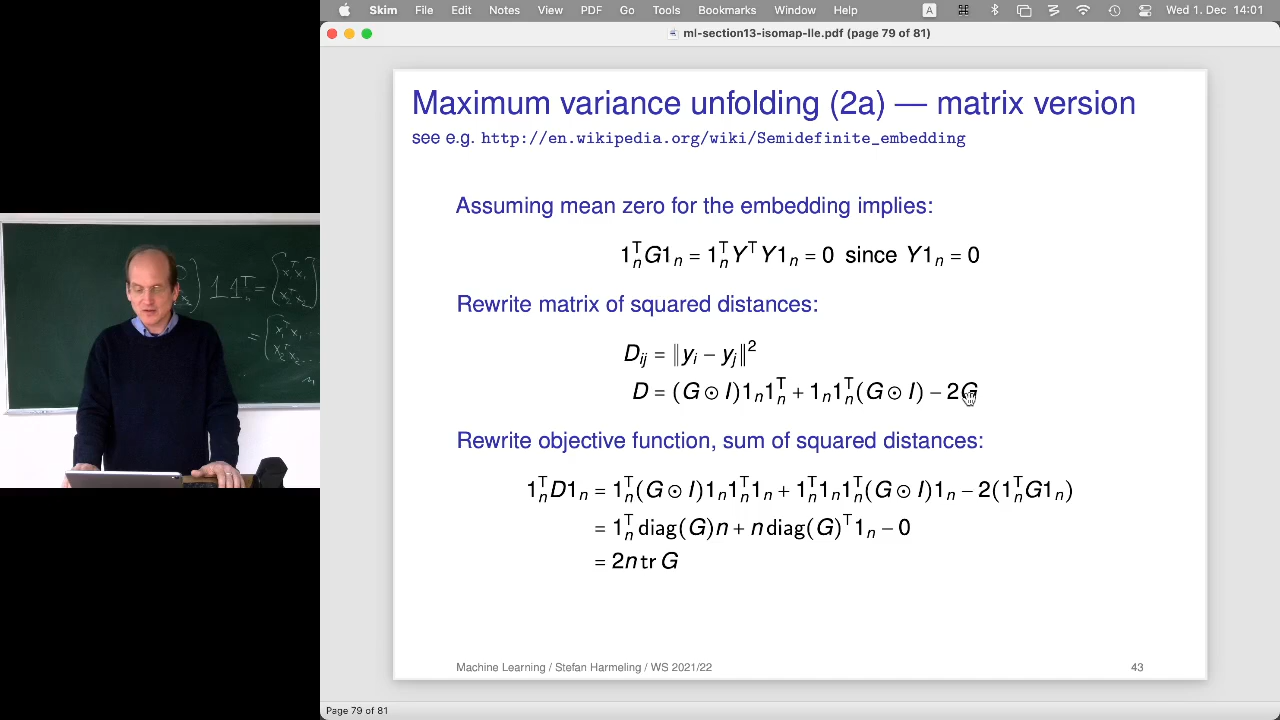 Skim File Edit Notes View PDF Go Tools Bookmarks Window Help A Wed 1. Dec 14:01
ml-section13-isomap-lle.pdf (page 79 of 81)
Maximum variance unfolding (2a) — matrix version
see e.g. http://en.wikipedia.org/wiki/Semidefinite_embedding
Assuming mean zero for the embedding implies:
1ₙᵀG1ₙ = 1ₙᵀYᵀY1ₙ = 0 since Y1ₙ = 0
Rewrite matrix of squared distances:
Dᵢⱼ = ‖yᵢ − yⱼ‖²
D = (G ⊙ I)1ₙ1ₙᵀ + 1ₙ1ₙᵀ(G ⊙ I) − 2G
Rewrite objective function, sum of squared distances:
1ₙᵀD1ₙ = 1ₙᵀ(G ⊙ I)1ₙ1ₙᵀ1ₙ + 1ₙᵀ1ₙ1ₙᵀ(G ⊙ I)1ₙ − 2(1ₙᵀG1ₙ)
= 1ₙᵀdiag(G)n + n diag(G)ᵀ1ₙ − 0
= 2n tr G
Machine Learning / Stefan Harmeling / WS 2021/22
43
Page 79 of 81